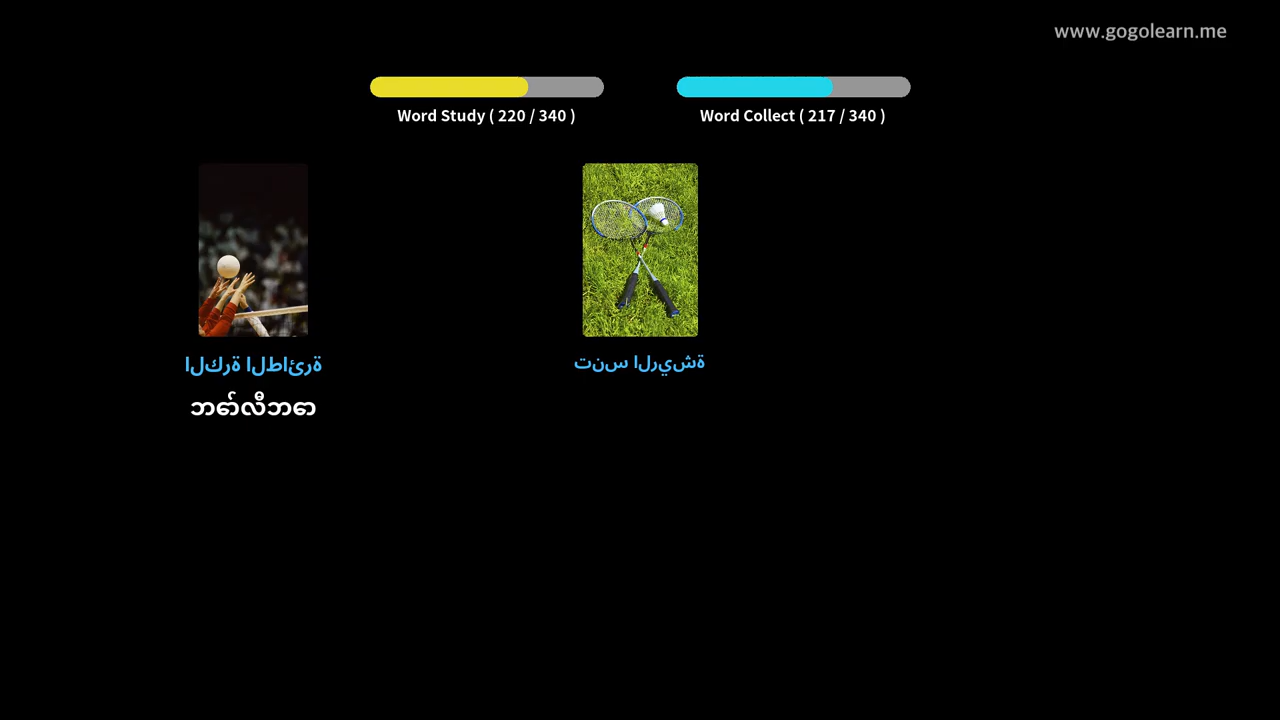 www.gogolearn.me
Word Study ( 220 / 340 )
Word Collect ( 217 / 340 )
الكرة الطائرة
تنس الريشة
ဘော်လီဘော